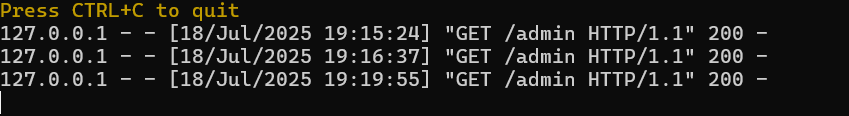 Press CTRL+C to quit
127.0.0.1 - - [18/Jul/2025 19:15:24] "GET /admin HTTP/1.1" 200 -
127.0.0.1 - - [18/Jul/2025 19:16:37] "GET /admin HTTP/1.1" 200 -
127.0.0.1 - - [18/Jul/2025 19:19:55] "GET /admin HTTP/1.1" 200 -